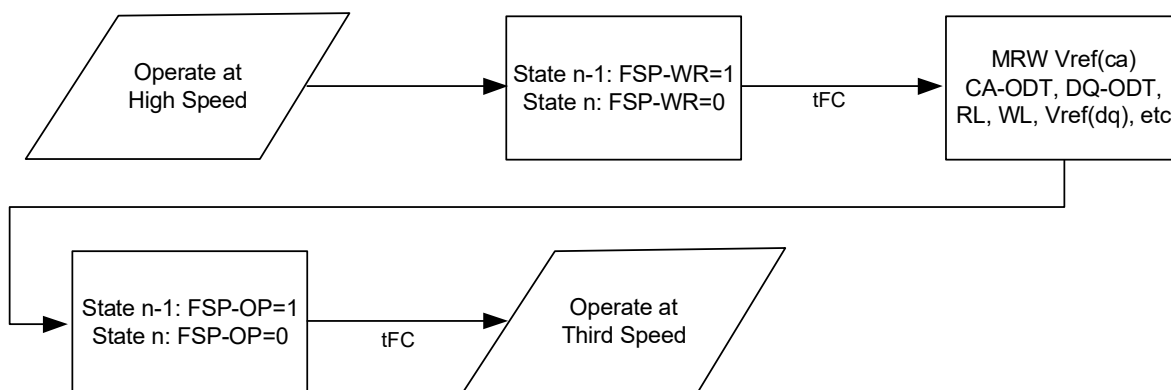 Operate at
High Speed
State n-1: FSP-WR=1
State n: FSP-WR=0
tFC
MRW Vref(ca)
CA-ODT, DQ-ODT,
RL, WL, Vref(dq), etc
State n-1: FSP-OP=1
State n: FSP-OP=0
tFC
Operate at
Third Speed